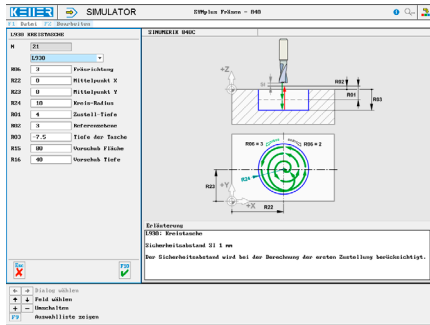 KELLER SIMULATOR SYMplus Fräsen - 840
F1 Datei F2 Bearbeiten
L930 KREISTASCHE
SINUMERIK 840C
N 21
L930
R06 3 Fräsrichtung
R22 0 Mittelpunkt X
R23 0 Mittelpunkt Y
R24 18 Kreis-Radius
R01 4 Zustell-Tiefe
R02 3 Referenzebene
R03 -7.5 Tiefe der Tasche
R15 80 Vorschub Fläche
R16 40 Vorschub Tiefe
+Z
R02
R01
R03
R06 = 3
R06 = 2
R24
R23
+Y
+X
R22
Erläuterung
L930: Kreistasche
Sicherheitsabstand SI 1 mm
Der Sicherheitsabstand wird bei der Berechnung der ersten Zustellung berücksichtigt.
Esc
F10
Dialog wählen
Feld wählen
+ - Umschalten
F9 Auswahlliste zeigen